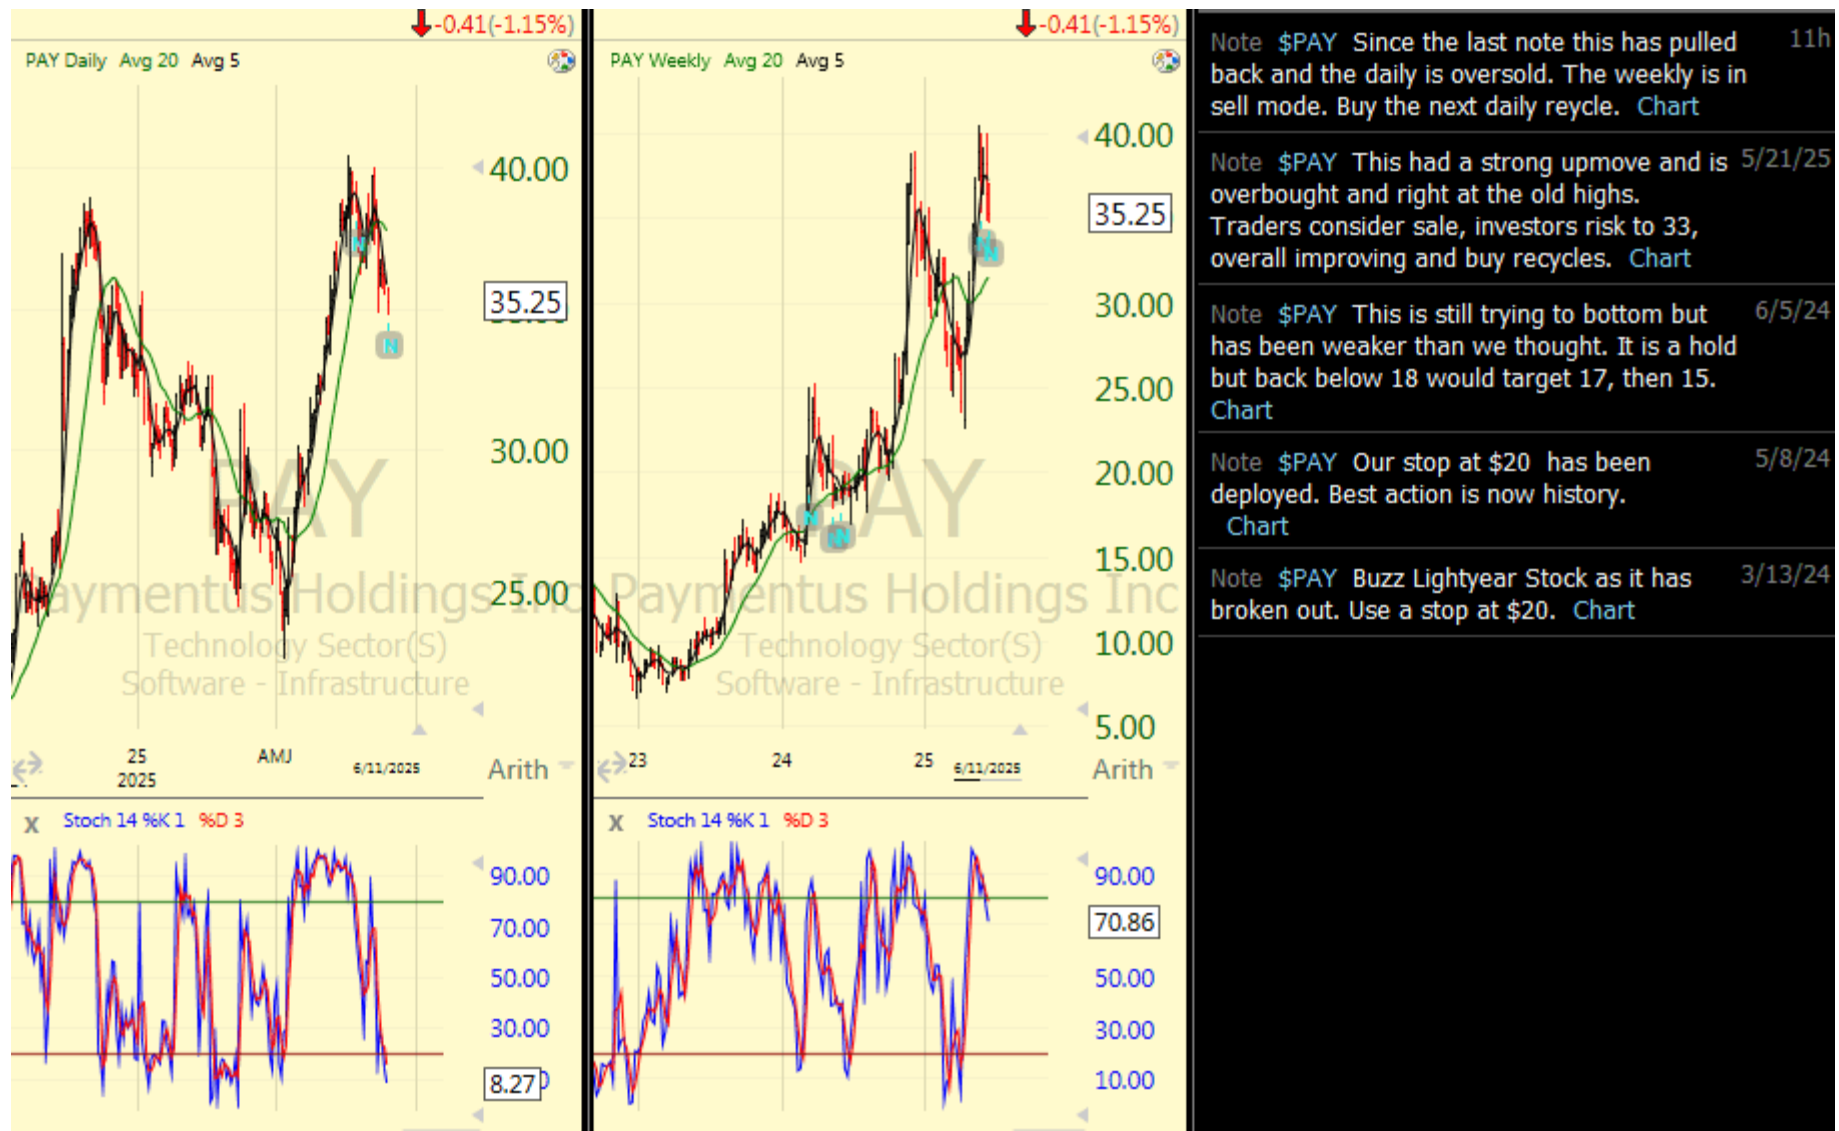 -0.41(-1.15%)
PAY Daily Avg 20 Avg 5
40.00
35.25
30.00
25.00
PAY
Paymentus Holdings Inc
Technology Sector(S)
Software - Infrastructure
25
2025
AMJ
6/11/2025
Arith
X Stoch 14 %K 1 %D 3
90.00
70.00
50.00
30.00
8.27
-0.41(-1.15%)
PAY Weekly Avg 20 Avg 5
40.00
35.25
30.00
25.00
20.00
15.00
10.00
5.00
PAY
Paymentus Holdings Inc
Technology Sector(S)
Software - Infrastructure
23
24
25
6/11/2025
Arith
X Stoch 14 %K 1 %D 3
90.00
70.86
50.00
30.00
10.00
Note $PAY Since the last note this has pulled 11h
back and the daily is oversold. The weekly is in
sell mode. Buy the next daily reycle. Chart
Note $PAY This had a strong upmove and is 5/21/25
overbought and right at the old highs.
Traders consider sale, investors risk to 33,
overall improving and buy recycles. Chart
Note $PAY This is still trying to bottom but 6/5/24
has been weaker than we thought. It is a hold
but back below 18 would target 17, then 15.
Chart
Note $PAY Our stop at $20 has been 5/8/24
deployed. Best action is now history.
Chart
Note $PAY Buzz Lightyear Stock as it has 3/13/24
broken out. Use a stop at $20. Chart